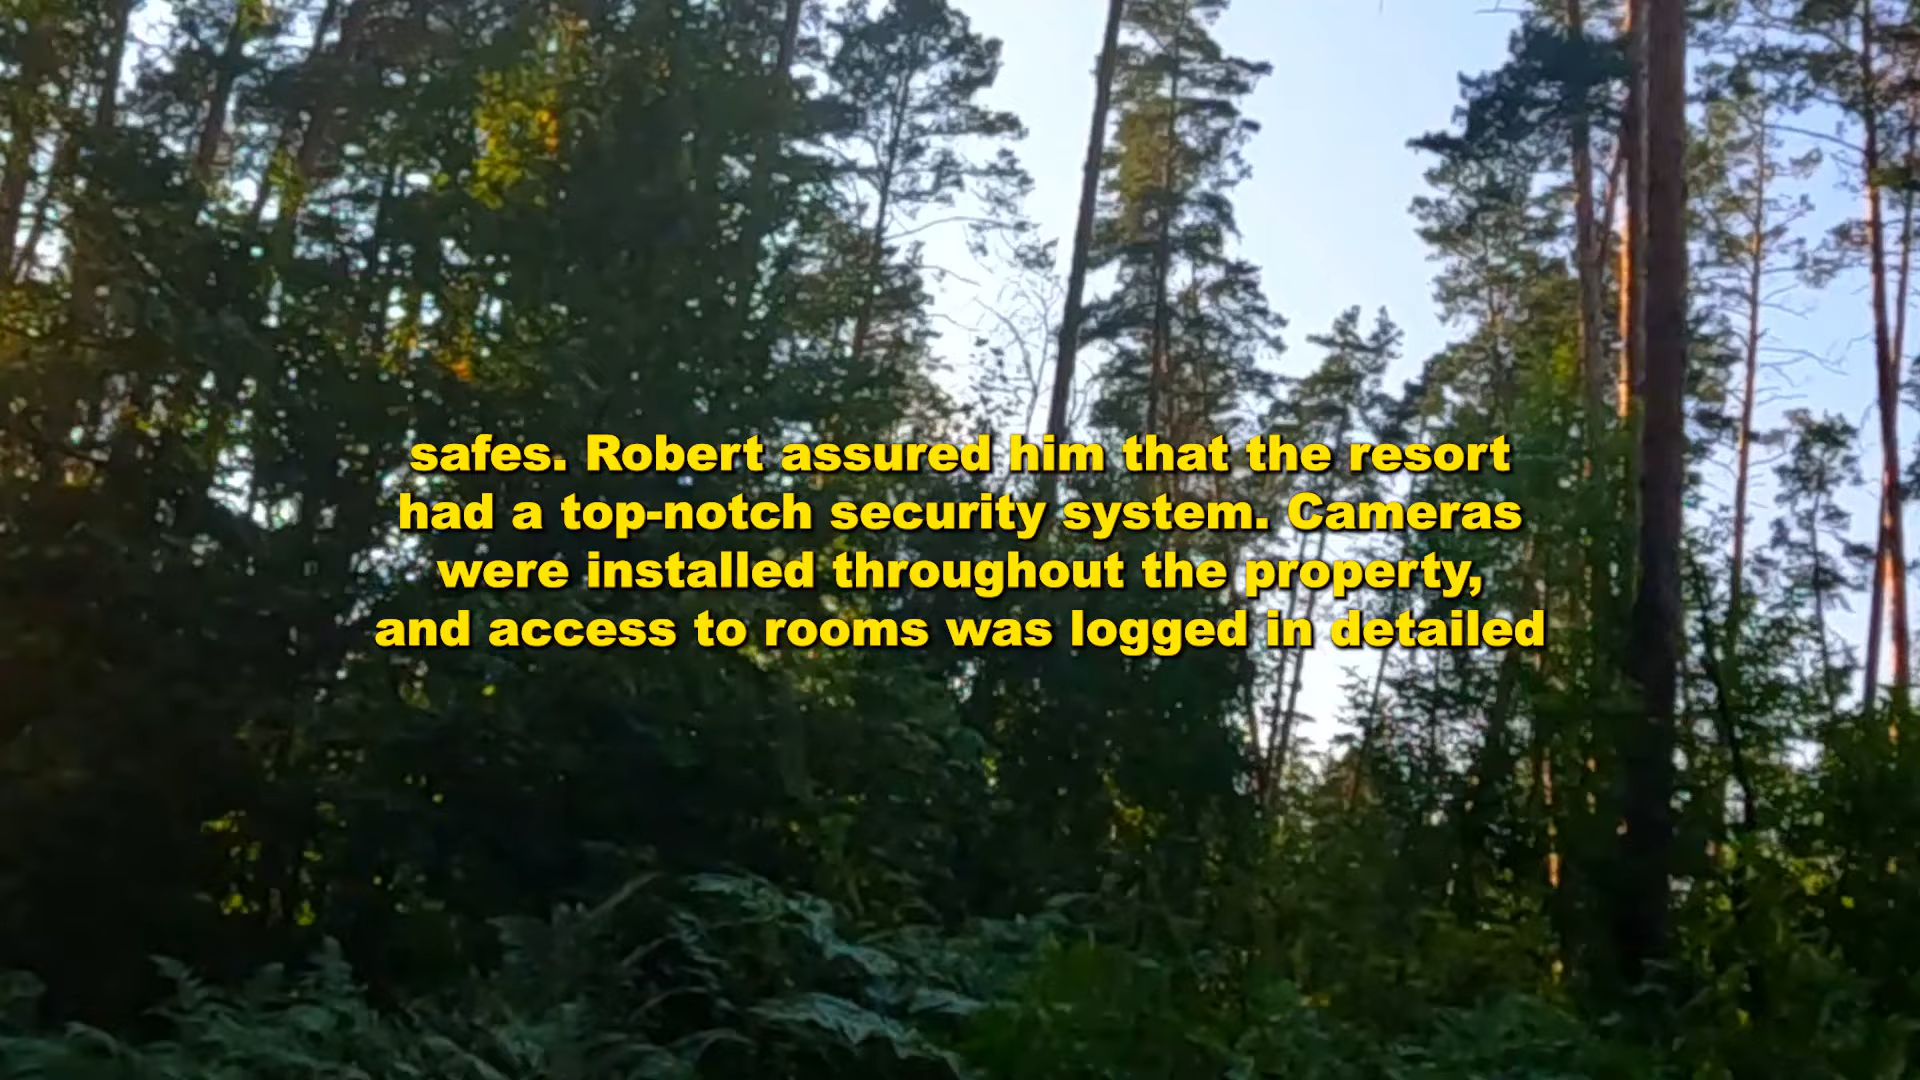 safes. Robert assured him that the resort
had a top-notch security system. Cameras
were installed throughout the property,
and access to rooms was logged in detailed